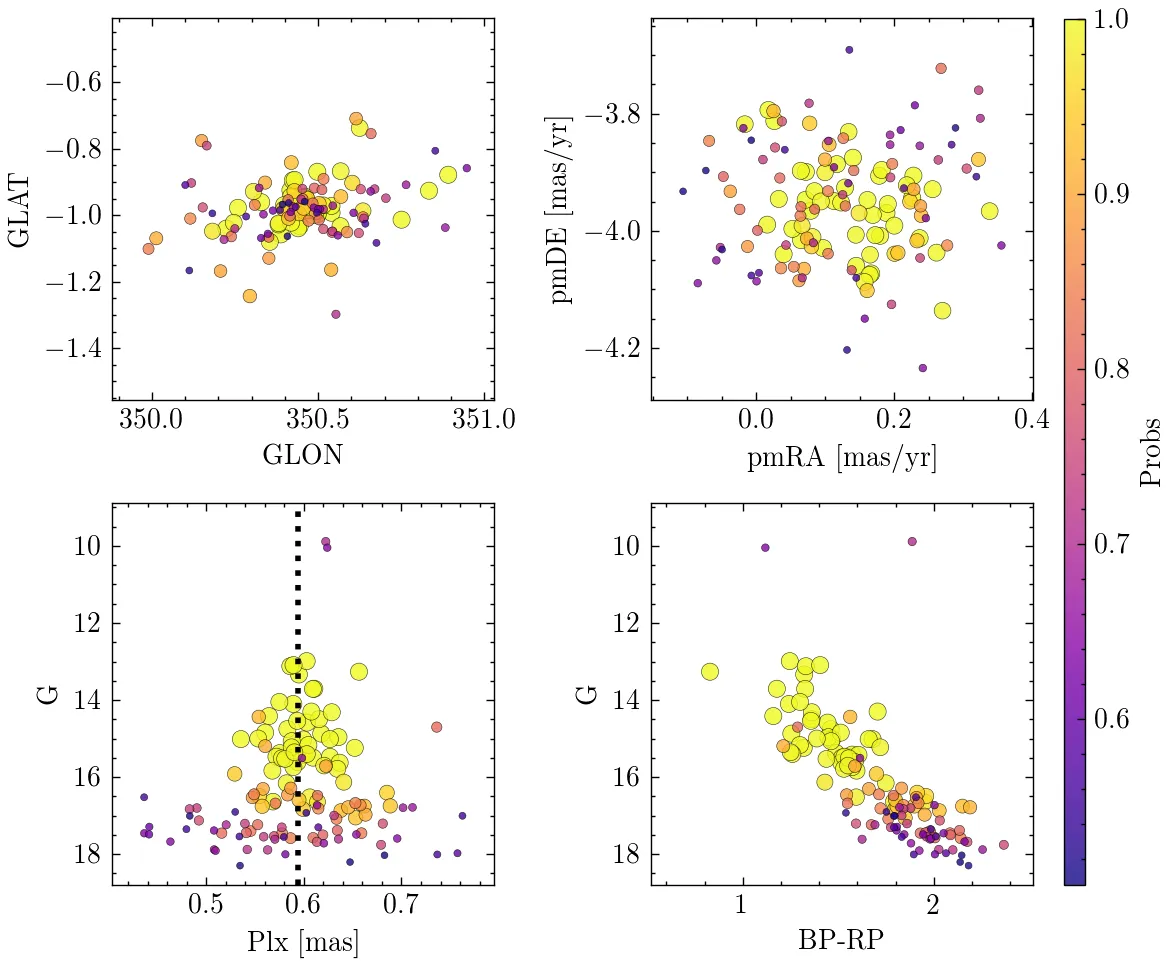 −0.6
−0.8
−1.0
−1.2
−1.4
GLAT
350.0 350.5 351.0
GLON
−3.8
−4.0
−4.2
pmDE [mas/yr]
0.0 0.2 0.4
pmRA [mas/yr]
10
12
14
16
18
G
0.5 0.6 0.7
Plx [mas]
10
12
14
16
18
G
1 2
BP-RP
1.0
0.9
0.8
0.7
0.6
Probs